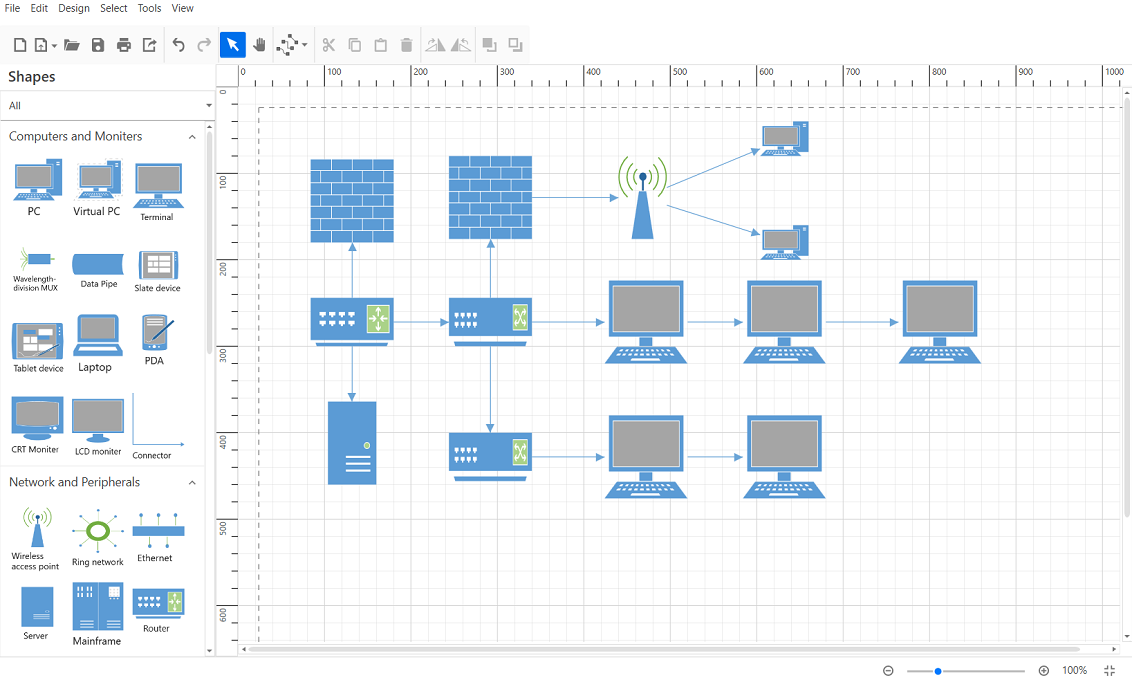 File Edit Design Select Tools View
Shapes
All
Computers and Moniters
PC Virtual PC Terminal
Wavelength-
division MUX
Data Pipe
Slate device
Tablet device
Laptop
PDA
CRT Moniter
LCD moniter
Connector
Network and Peripherals
Wireless
access point
Ring network
Ethernet
Server
Mainframe
Router
0 100 200 300 400 500 600 700 800 900 1000
0
100
200
300
400
500
600
100%